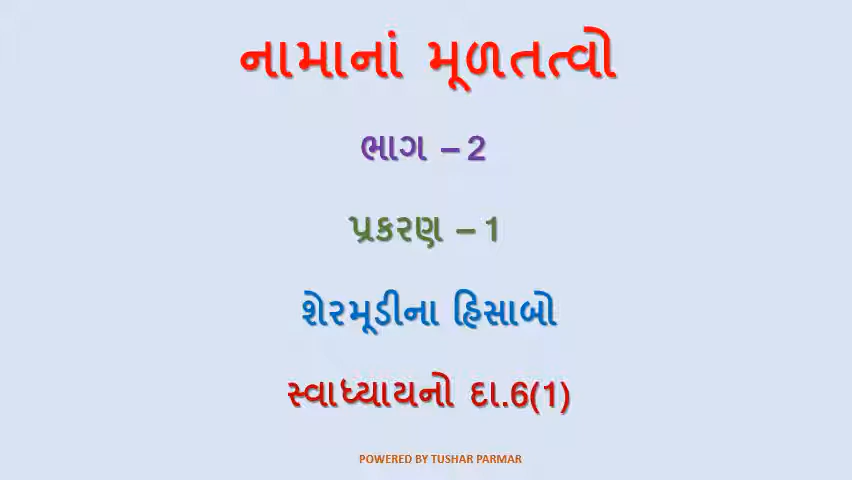 નામાનાં મૂળતત્વો
ભાગ – 2
પ્રકરણ – 1
શેરમૂડીના હિસાબો
સ્વાધ્યાયનો દા.6(1)
POWERED BY TUSHAR PARMAR